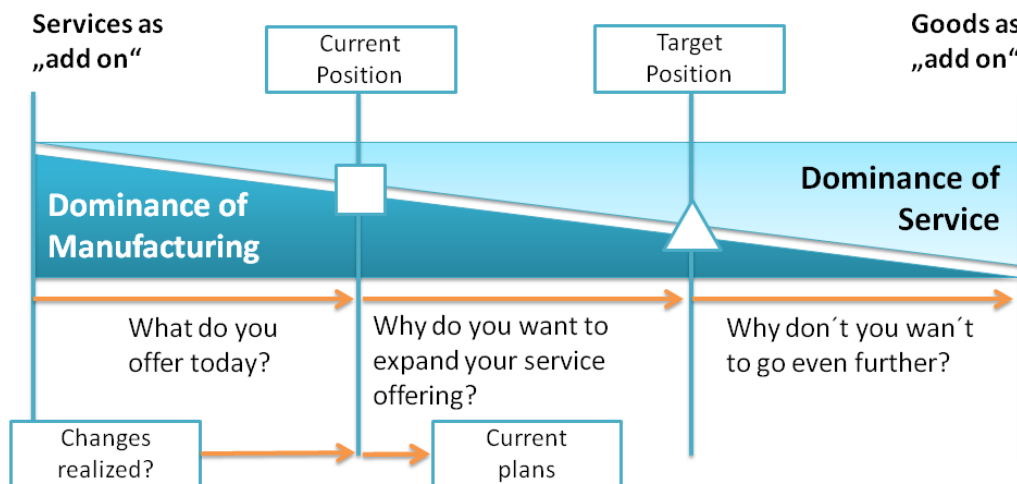 Services as
„add on“
Current
Position
Target
Position
Goods as
„add on“
Dominance of
Manufacturing
Dominance of
Service
What do you
offer today?
Why do you want to
expand your service
offering?
Why don´t you wan´t
to go even further?
Changes
realized?
Current
plans